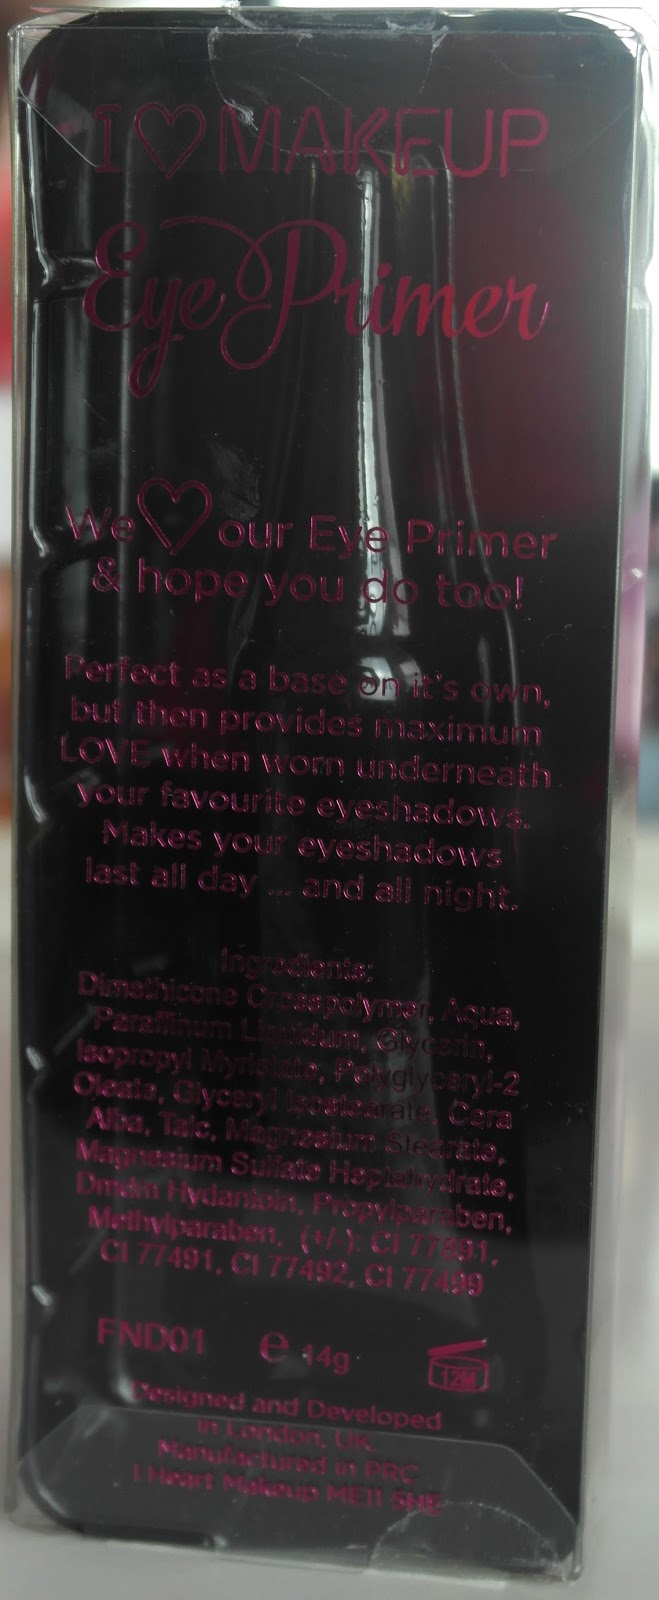 I ♡ MAKEUP
Eye Primer
We ♡ our Eye Primer
& hope you do too!
Perfect as a base on it's own,
but then provides maximum
LOVE when worn underneath
your favourite eyeshadows.
Makes your eyeshadows
last all day ... and all night.
Ingredients;
Dimethicone Crosspolymer, Aqua,
Paraffinum Liquidum, Glycerin,
Isopropyl Myristate, Polyglyceryl-2
Oleate, Glyceryl Isostearate, Cera
Alba, Talc, Magnesium Stearate,
Magnesium Sulfate Heptahydrate,
Dmdm Hydantoin, Propylparaben,
Methylparaben, (+/-): CI 77891,
CI 77491, CI 77492, CI 77499
FND01 e 14g 12M
Designed and Developed
in London, UK
Manufactured in PRC
I Heart Makeup ME11 5HE